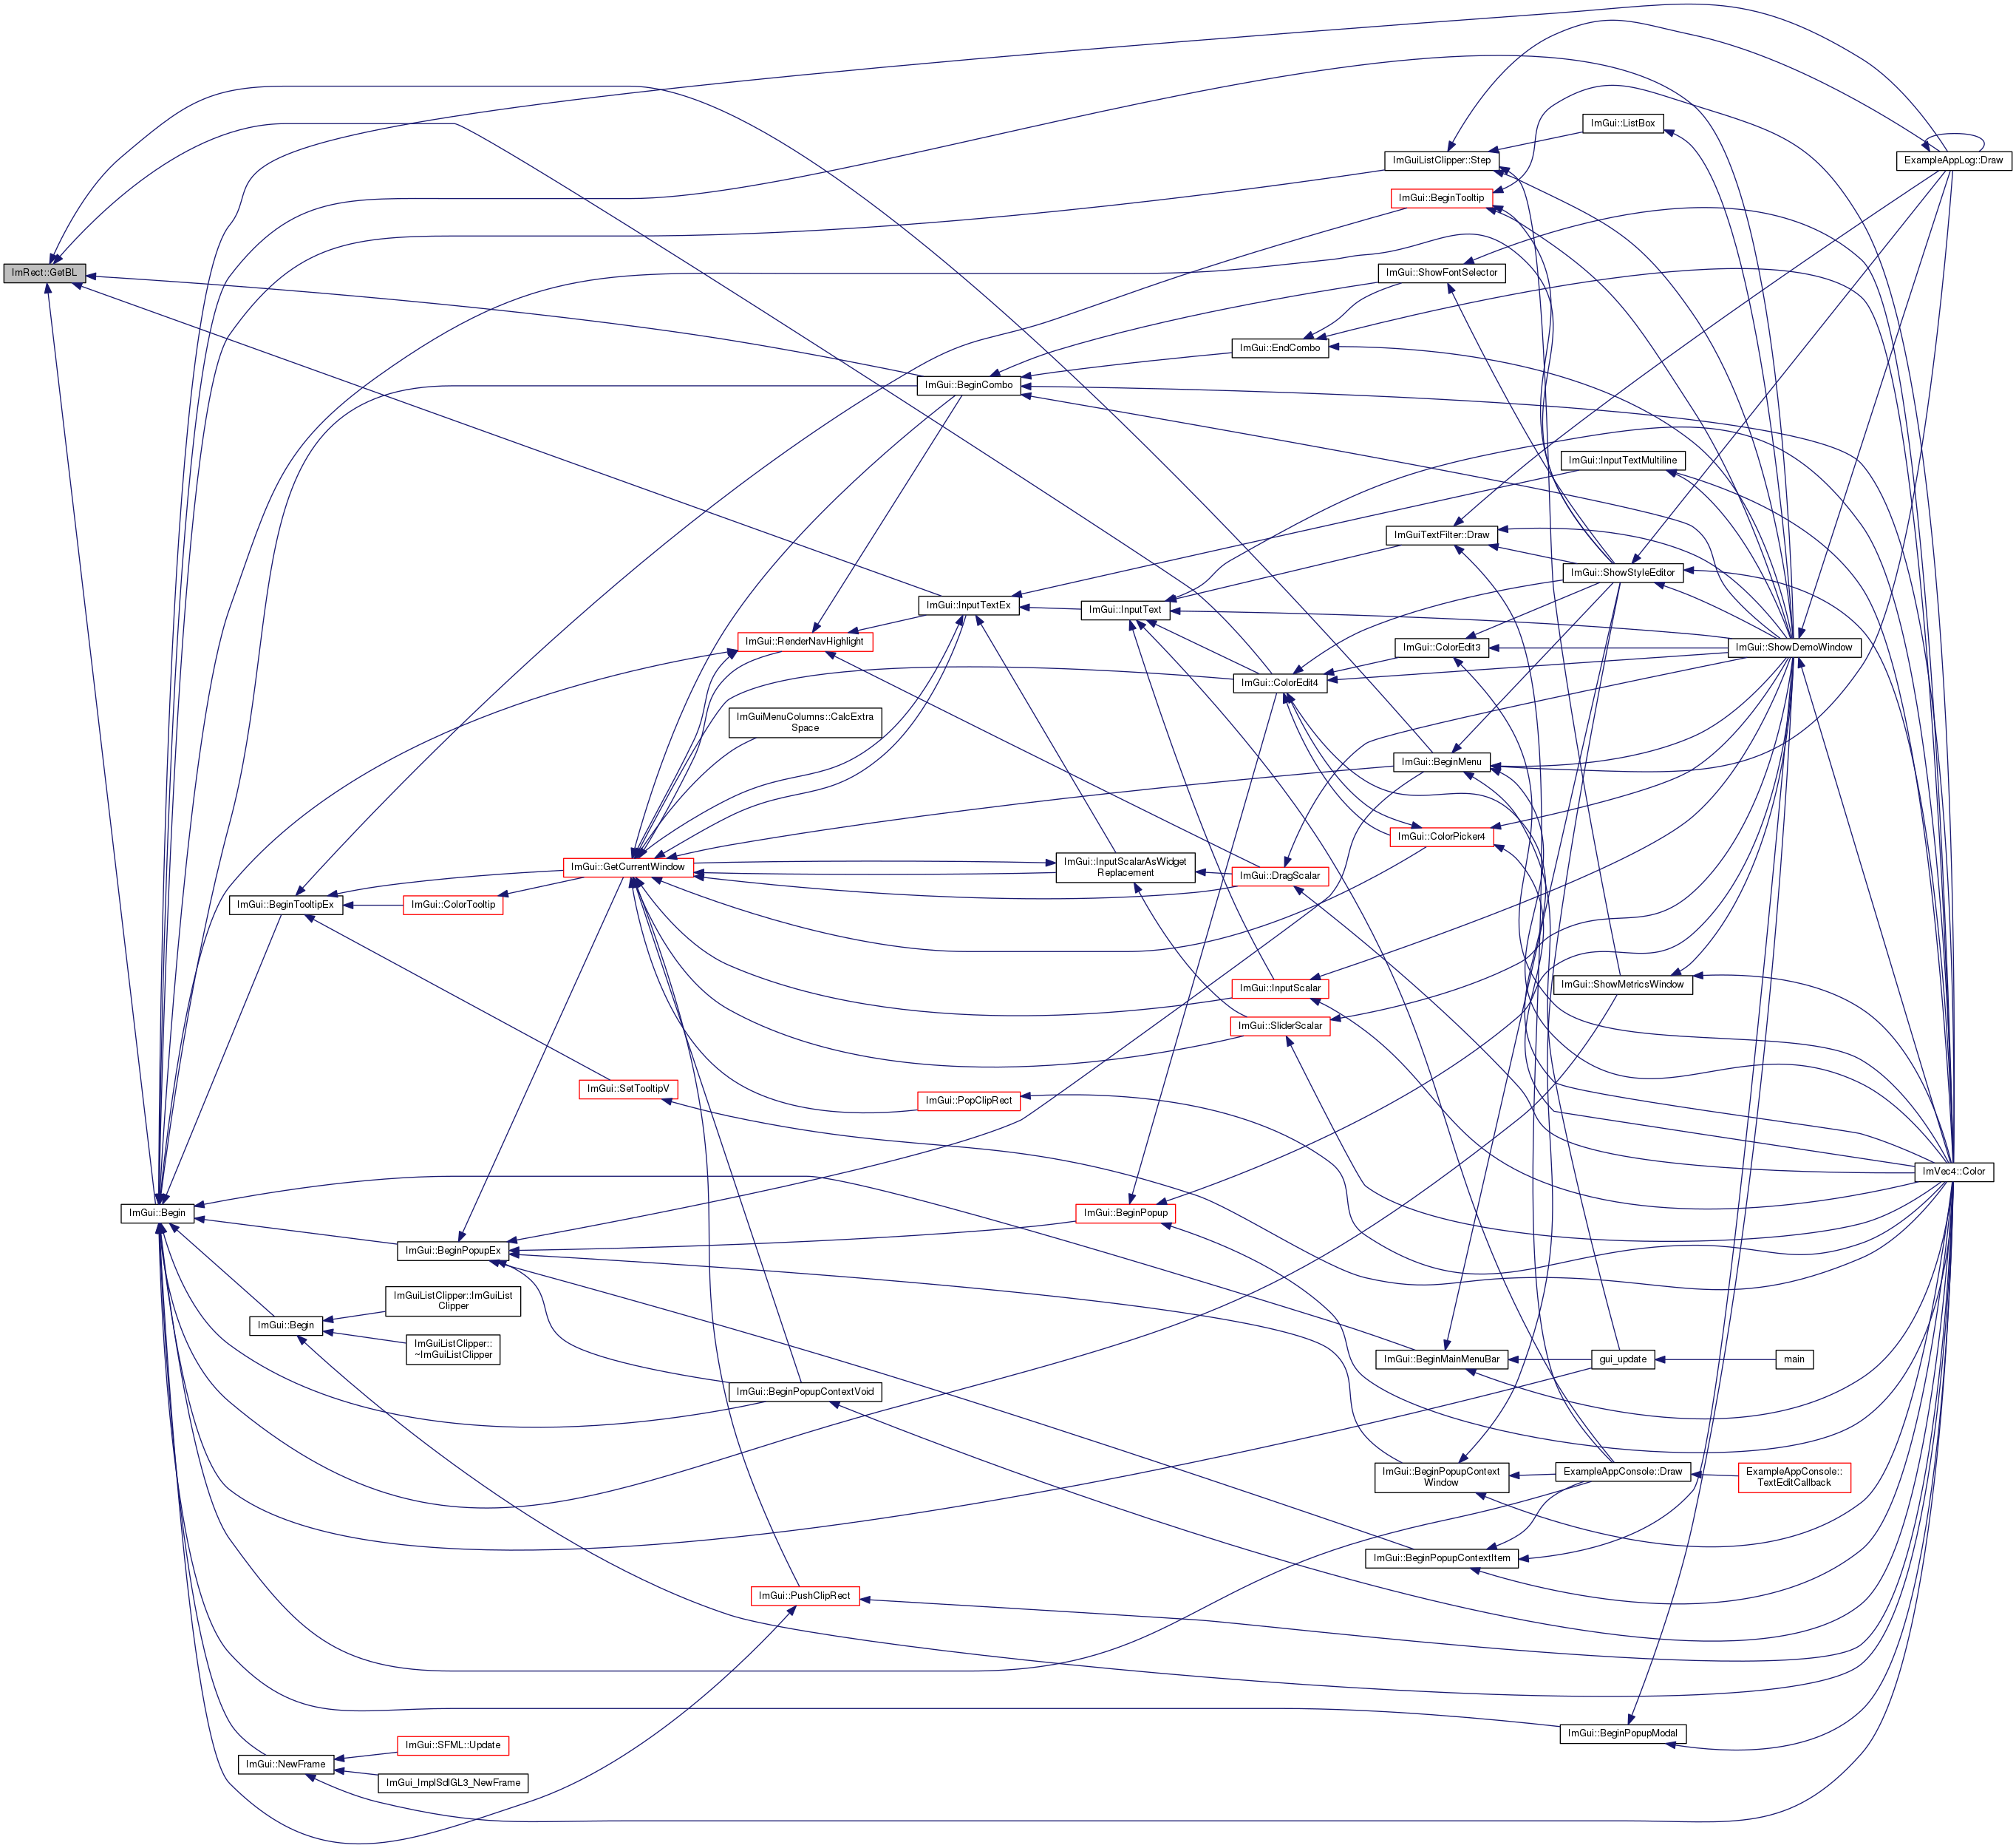 ImGui::ListBox
ImGuiListClipper::Step
ExampleAppLog::Draw
ImGui::BeginTooltip
ImRect::GetBL
ImGui::ShowFontSelector
ImGui::EndCombo
ImGui::BeginCombo
ImGui::InputTextMultiline
ImGuiTextFilter::Draw
ImGui::ShowStyleEditor
ImGui::InputTextEx
ImGui::InputText
ImGui::RenderNavHighlight
ImGui::ColorEdit3
ImGui::ShowDemoWindow
ImGui::ColorEdit4
ImGuiMenuColumns::CalcExtra
Space
ImGui::BeginMenu
ImGui::ColorPicker4
ImGui::GetCurrentWindow
ImGui::InputScalarAsWidget
Replacement
ImGui::DragScalar
ImGui::BeginTooltipEx
ImGui::ColorTooltip
ImGui::InputScalar
ImGui::ShowMetricsWindow
ImGui::SliderScalar
ImGui::SetTooltipV
ImGui::PopClipRect
ImVec4::Color
ImGui::Begin
ImGui::BeginPopup
ImGui::BeginPopupEx
ImGuiListClipper::ImGuiList
Clipper
ImGui::Begin
ImGuiListClipper::
~ImGuiListClipper
ImGui::BeginMainMenuBar
gui_update
main
ImGui::BeginPopupContextVoid
ImGui::BeginPopupContext
Window
ExampleAppConsole::Draw
ExampleAppConsole::
TextEditCallback
ImGui::BeginPopupContextItem
ImGui::PushClipRect
ImGui::BeginPopupModal
ImGui::SFML::Update
ImGui::NewFrame
ImGui_ImplSdlGL3_NewFrame